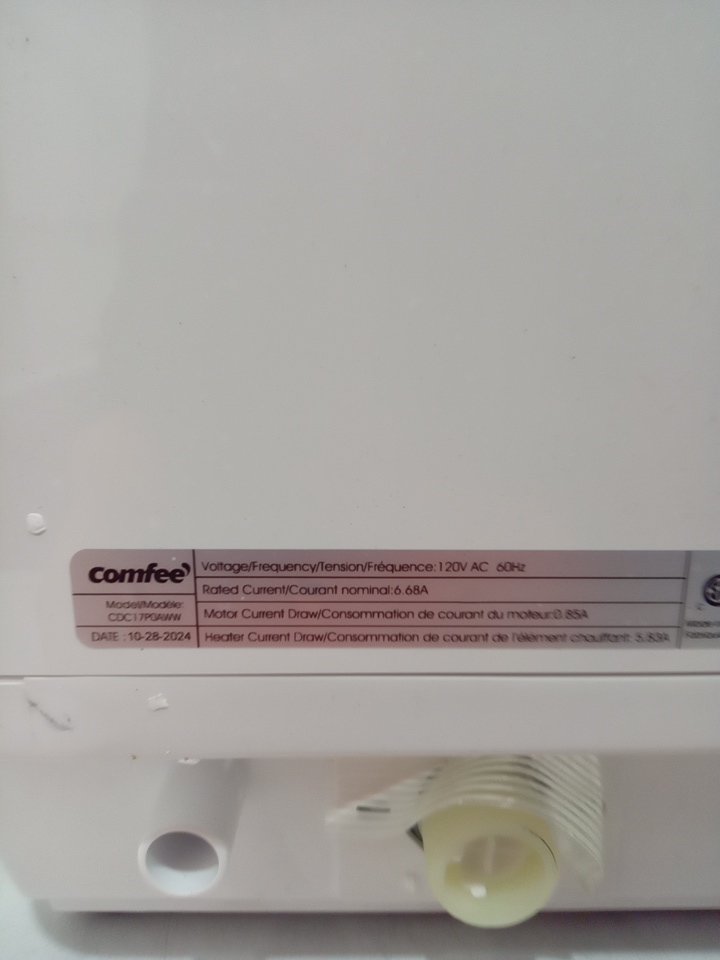 comfee'
Model/Modèle:
CDC17P0AWW
DATE : 10-28-2024
Voltage/Frequency/Tension/Fréquence:120V AC 60Hz
Rated Current/Courant nominal:6.68A
Motor Current Draw/Consommation de courant du moteur:0.85A
Heater Current Draw/Consommation de courant de l'élément chauffant: 5.83A